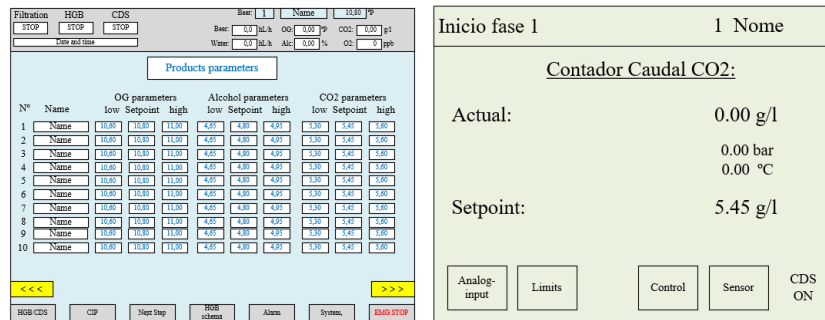 Filtration HGB CDS Beer: 1 Name 10,80 °P
STOP STOP STOP Beer: 0,0 hL/h OG: 0,00 °P CO2: 0,00 g/l
Date and time Water: 0,0 hL/h Alc: 0,00 % O2: 0 ppb
Products parameters
OG parameters Alcohol parameters CO2 parameters
Nº Name low Setpoint high low Setpoint high low Setpoint high
1 Name 10,60 10,80 11,00 4,65 4,80 4,95 5,30 5,45 5,60
2 Name 10,60 10,80 11,00 4,65 4,80 4,95 5,30 5,45 5,60
3 Name 10,60 10,80 11,00 4,65 4,80 4,95 5,30 5,45 5,60
4 Name 10,60 10,80 11,00 4,65 4,80 4,95 5,30 5,45 5,60
5 Name 10,60 10,80 11,00 4,65 4,80 4,95 5,30 5,45 5,60
6 Name 10,60 10,80 11,00 4,65 4,80 4,95 5,30 5,45 5,60
7 Name 10,60 10,80 11,00 4,65 4,80 4,95 5,30 5,45 5,60
8 Name 10,60 10,80 11,00 4,65 4,80 4,95 5,30 5,45 5,60
9 Name 10,60 10,80 11,00 4,65 4,80 4,95 5,30 5,45 5,60
10 Name 10,60 10,80 11,00 4,65 4,80 4,95 5,30 5,45 5,60
<<< >>>
HGB/CDS CIP Next Step HGB schema Alarm System, EMG.STOP
Inicio fase 1 1 Nome
Contador Caudal CO2:
Actual: 0.00 g/l
0.00 bar
0.00 ºC
Setpoint: 5.45 g/l
Analog-input Limits Control Sensor CDS ON